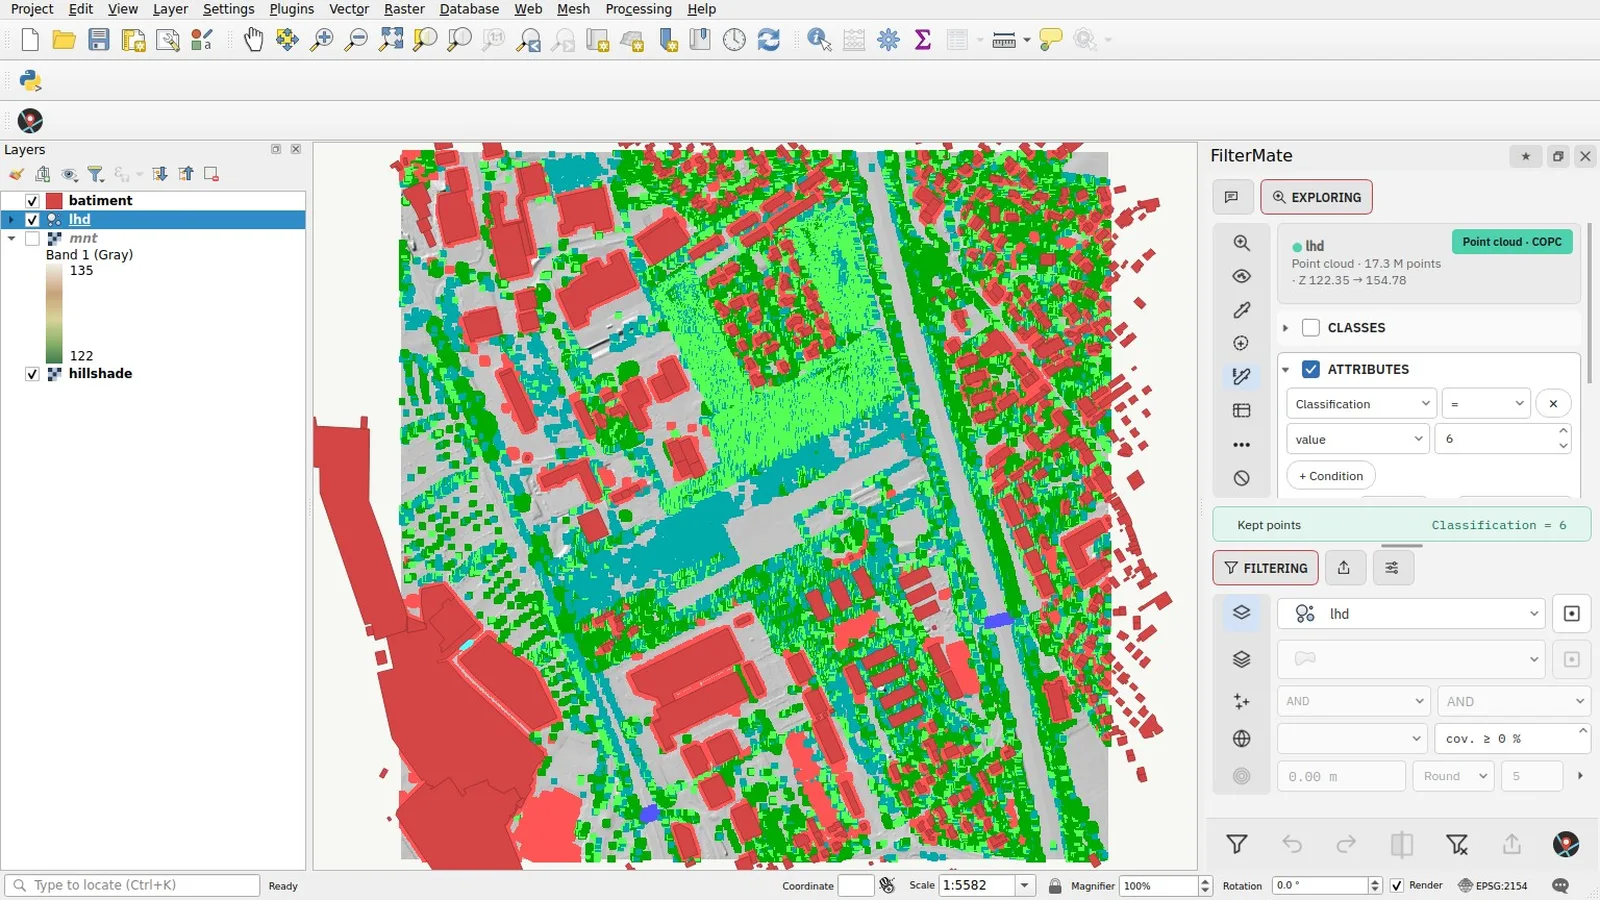 Project Edit View Layer Settings Plugins Vector Raster Database Web Mesh Processing Help
Layers
batiment
lhd
mnt
Band 1 (Gray)
135
122
hillshade
FilterMate
EXPLORING
lhd
Point cloud · COPC
Point cloud · 17.3 M points
· Z 122.35 → 154.78
CLASSES
ATTRIBUTES
Classification =
value 6
+ Condition
Kept points Classification = 6
FILTERING
lhd
AND AND
cov. ≥ 0 %
0.00 m Round 5
Type to locate (Ctrl+K) Ready Coordinate Scale 1:5582 Magnifier 100% Rotation 0.0 ° Render EPSG:2154